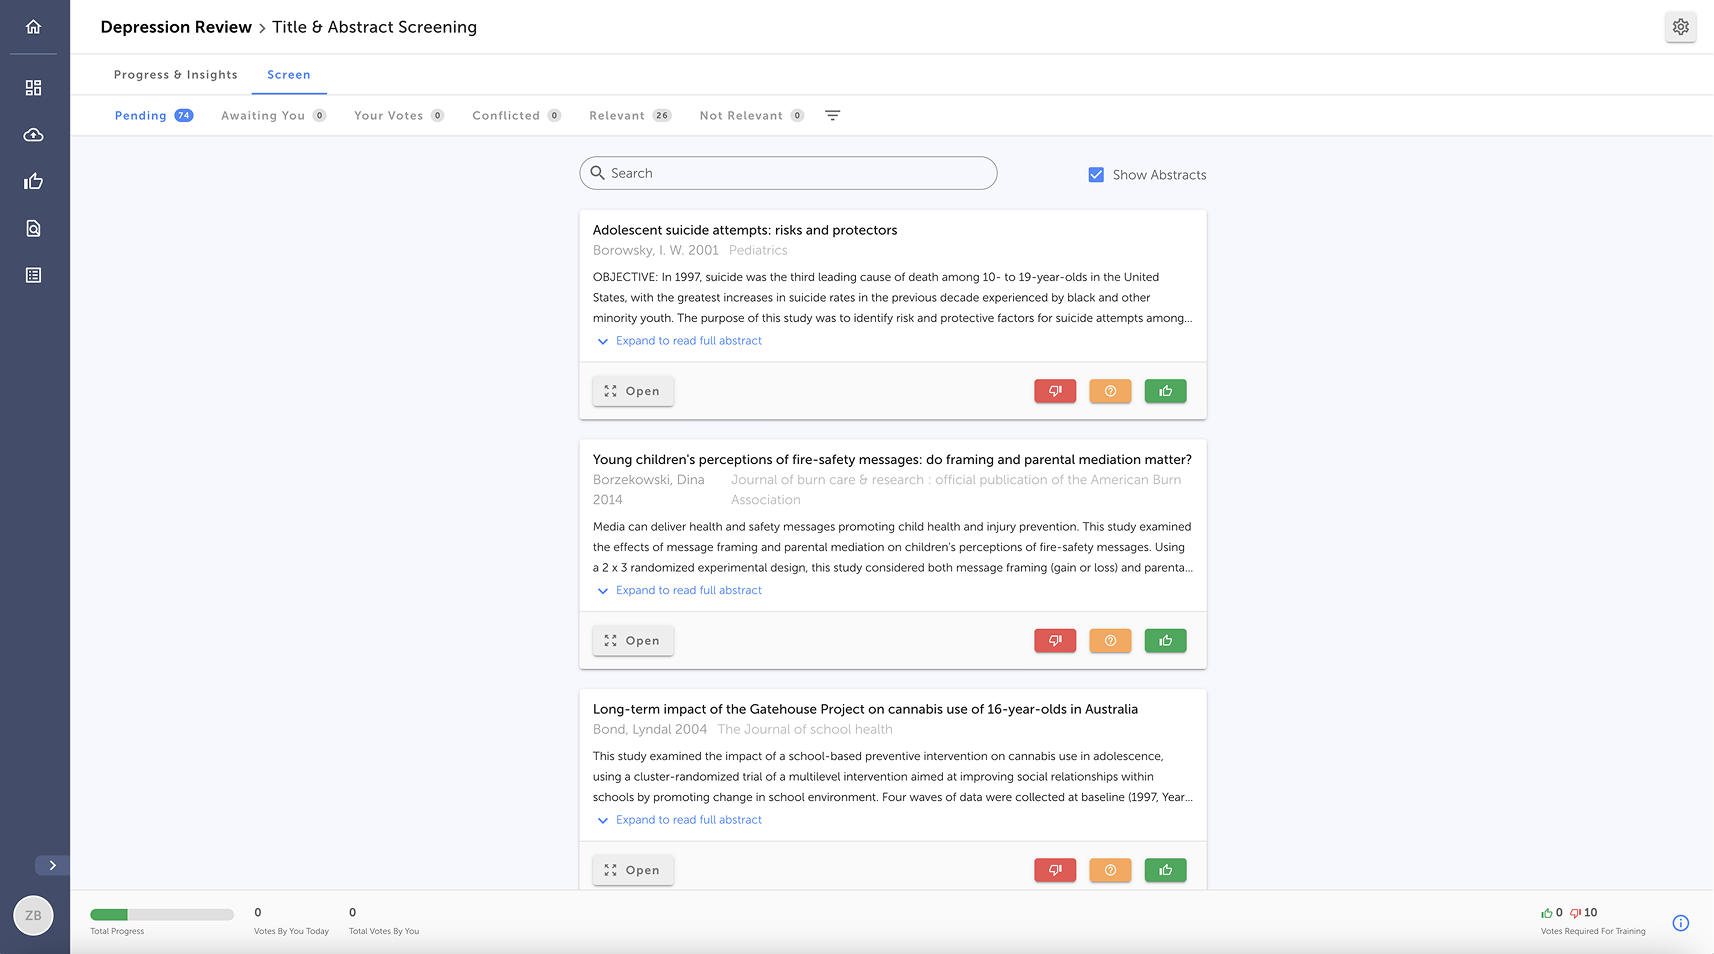 Depression Review > Title & Abstract Screening
Progress & Insights
Screen
Pending 74
Awaiting You 0
Your Votes 0
Conflicted 0
Relevant 26
Not Relevant 0
Search
Show Abstracts
Adolescent suicide attempts: risks and protectors
Borowsky, I. W. 2001 Pediatrics
OBJECTIVE: In 1997, suicide was the third leading cause of death among 10- to 19-year-olds in the United
States, with the greatest increases in suicide rates in the previous decade experienced by black and other
minority youth. The purpose of this study was to identify risk and protective factors for suicide attempts among...
Expand to read full abstract
Open
Young children's perceptions of fire-safety messages: do framing and parental mediation matter?
Borzekowski, Dina
2014
Journal of burn care & research : official publication of the American Burn
Association
Media can deliver health and safety messages promoting child health and injury prevention. This study examined
the effects of message framing and parental mediation on children's perceptions of fire-safety messages. Using
a 2 x 3 randomized experimental design, this study considered both message framing (gain or loss) and parenta...
Expand to read full abstract
Open
Long-term impact of the Gatehouse Project on cannabis use of 16-year-olds in Australia
Bond, Lyndal 2004 The Journal of school health
This study examined the impact of a school-based preventive intervention on cannabis use in adolescence,
using a cluster-randomized trial of a multilevel intervention aimed at improving social relationships within
schools by promoting change in school environment. Four waves of data were collected at baseline (1997, Year...
Expand to read full abstract
Open
ZB
Total Progress
0
Votes By You Today
0
Total Votes By You
0 10
Votes Required For Training